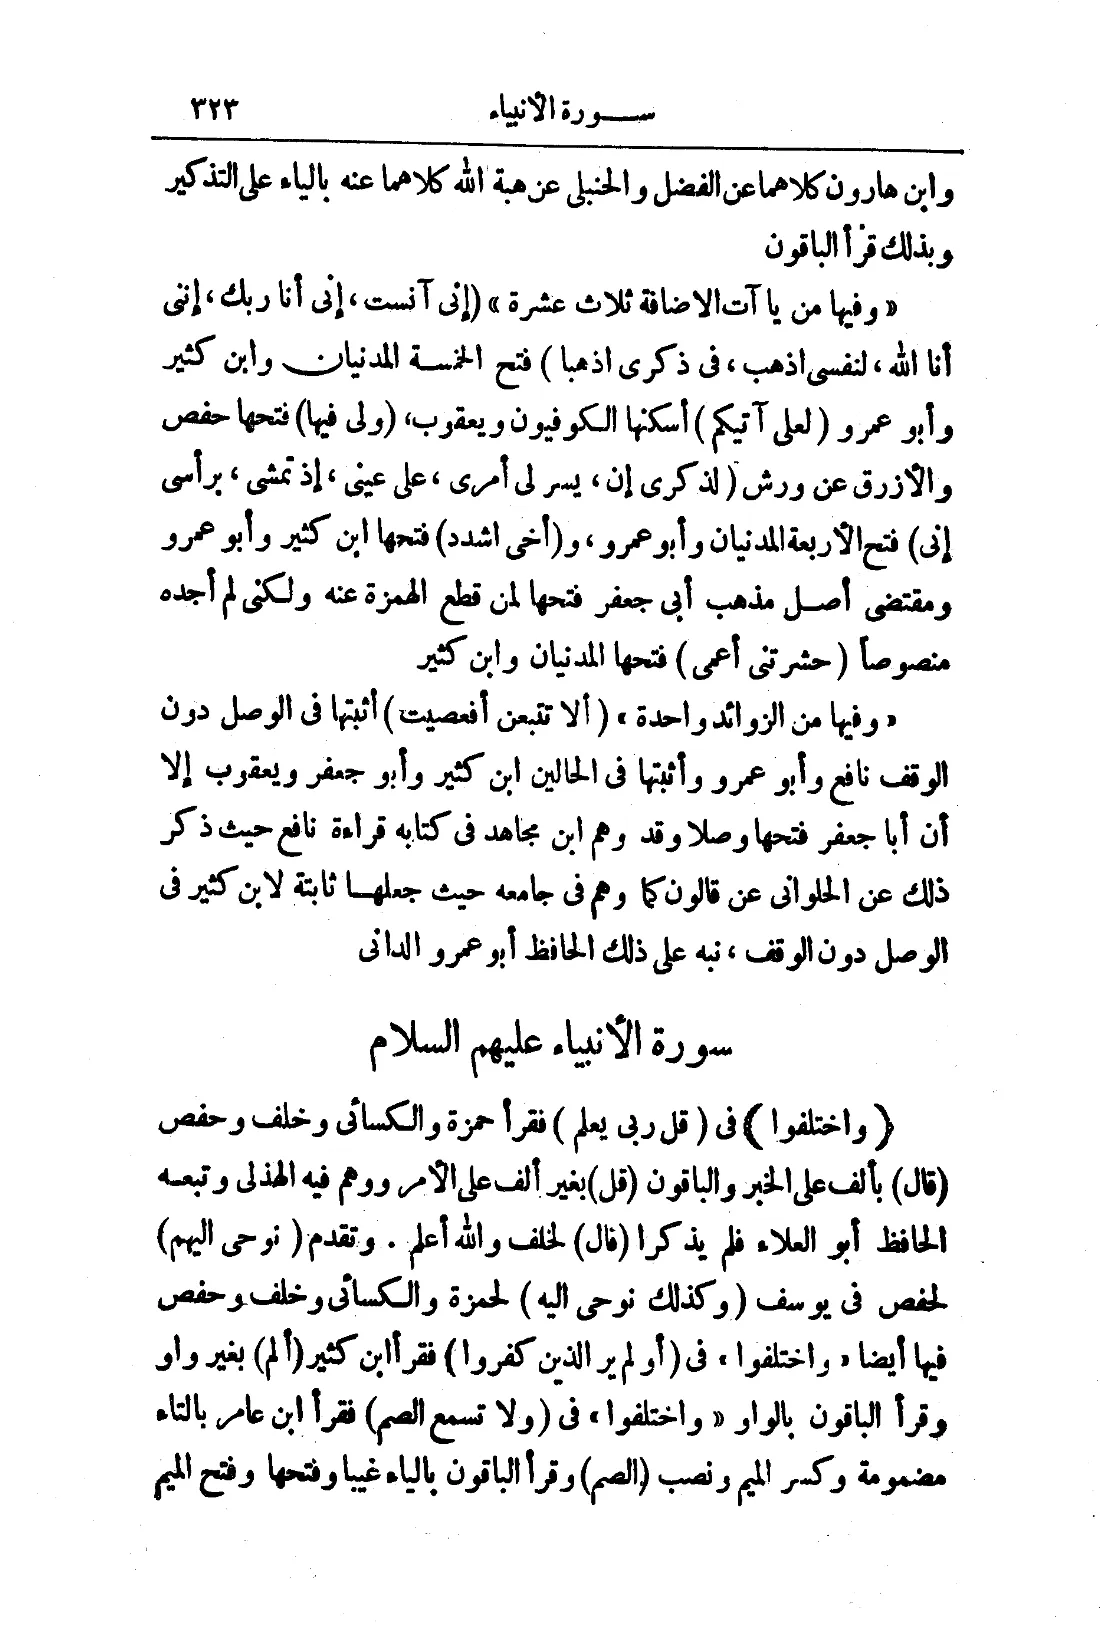 سورة الأنبياء ٣٢٣
وابن هارون كلاهما عن الفضل والحنبلى عن هبة الله كلاهما عنه بالياء على التذكير
وبذلك قرأ الباقون
« وفيها من ياآت الاضافة ثلاث عشرة » (إنى آنست ، إنى أنا ربك ، إننى
أنا الله ، لنفسى اذهب ، فى ذكرى اذهبا ) فتح الخمسة المدنيان وابن كثير
وأبو عمرو ( لعلى آتيكم ) أسكنها الكوفيون ويعقوب، (ولى فيها) فتحها حفص
والأزرق عن ورش ( لذكرى إن ، يسر لى أمرى ، على عينى ، إذ تمشى ، برأسى
إنى) فتح الأربعة المدنيان وأبو عمرو ، و(أخى اشدد) فتحها ابن كثير وأبو عمرو
ومقتضى أصل مذهب أبى جعفر فتحها لمن قطع الهمزة عنه ولكنى لم أجده
منصوصاً ( حشرتنى أعمى ) فتحها المدنيان وابن كثير
« وفيها من الزوائد واحدة » ( ألا تتبعن أفعصيت ) أثبتها فى الوصل دون
الوقف نافع وأبو عمرو وأثبتها فى الحالين ابن كثير وأبو جعفر ويعقوب إلا
أن أبا جعفر فتحها وصلا وقد وهم ابن مجاهد فى كتابه قراءة نافع حيث ذكر
ذلك عن الحلوانى عن قالون كما وهم فى جامعه حيث جعلها ثابتة لابن كثير فى
الوصل دون الوقف ، نبه على ذلك الحافظ أبو عمرو الدانى
سورة الأنبياء عليهم السلام
( واختلفوا ) فى ( قل ربى يعلم ) فقرأ حمزة والكسائى وخلف وحفص
(قال) بألف على الخبر والباقون (قل) بغير ألف على الأمر ووهم فيه الهذلى وتبعه
الحافظ أبو العلاء فلم يذكرا (قال) لخلف والله أعلم . وتقدم ( نوحى اليهم)
لحفص فى يوسف ( وكذلك نوحى اليه ) لحمزة والكسائى وخلف وحفص
فيها أيضا « واختلفوا » فى ( أو لم ير الذين كفروا ) فقرأ ابن كثير (ألم) بغير واو
وقرأ الباقون بالواو « واختلفوا » فى (ولا تسمع الصم) فقرأ ابن عامر بالتاء
مضمومة وكسر الميم ونصب (الصم) وقرأ الباقون بالياء غيبا وفتحها وفتح الميم